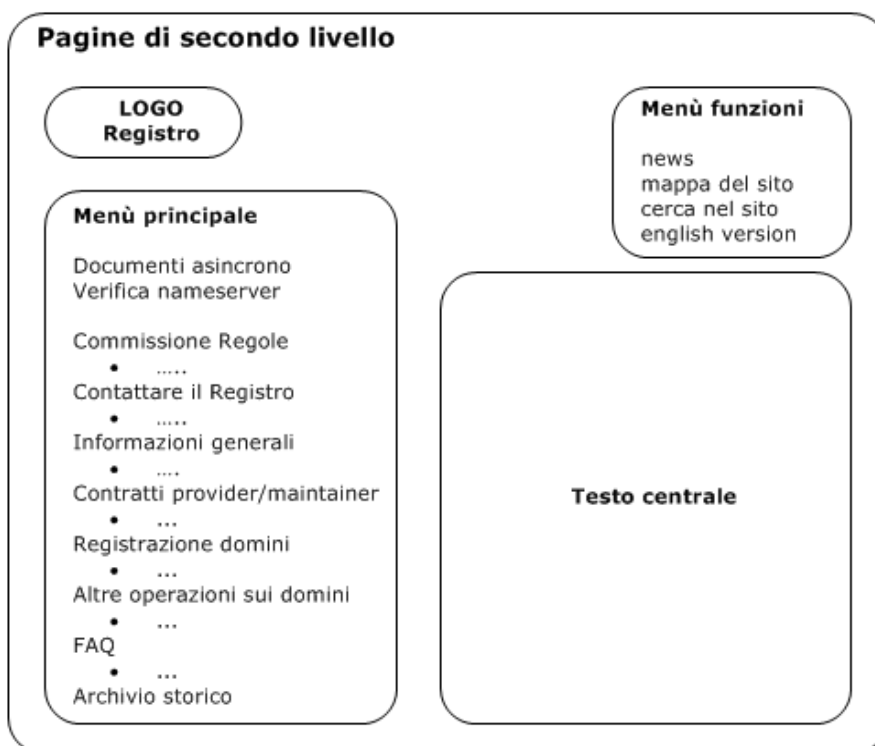 Pagine di secondo livello
LOGO
Registro
Menù funzioni
news
mappa del sito
cerca nel sito
english version
Menù principale
Documenti asincrono
Verifica nameserver
Commissione Regole
• .....
Contattare il Registro
• .....
Informazioni generali
• ....
Contratti provider/maintainer
• ...
Registrazione domini
• ...
Altre operazioni sui domini
• ...
FAQ
• ...
Archivio storico
Testo centrale